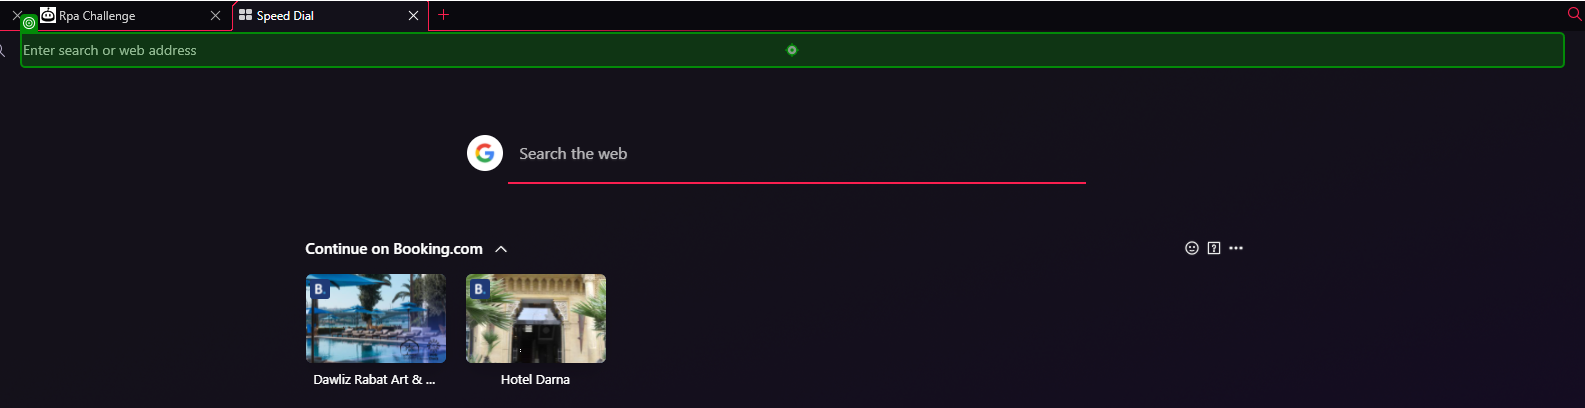 Rpa Challenge
Speed Dial
Enter search or web address
Search the web
Continue on Booking.com
B.
B.
Dawliz Rabat Art & ...
Hotel Darna